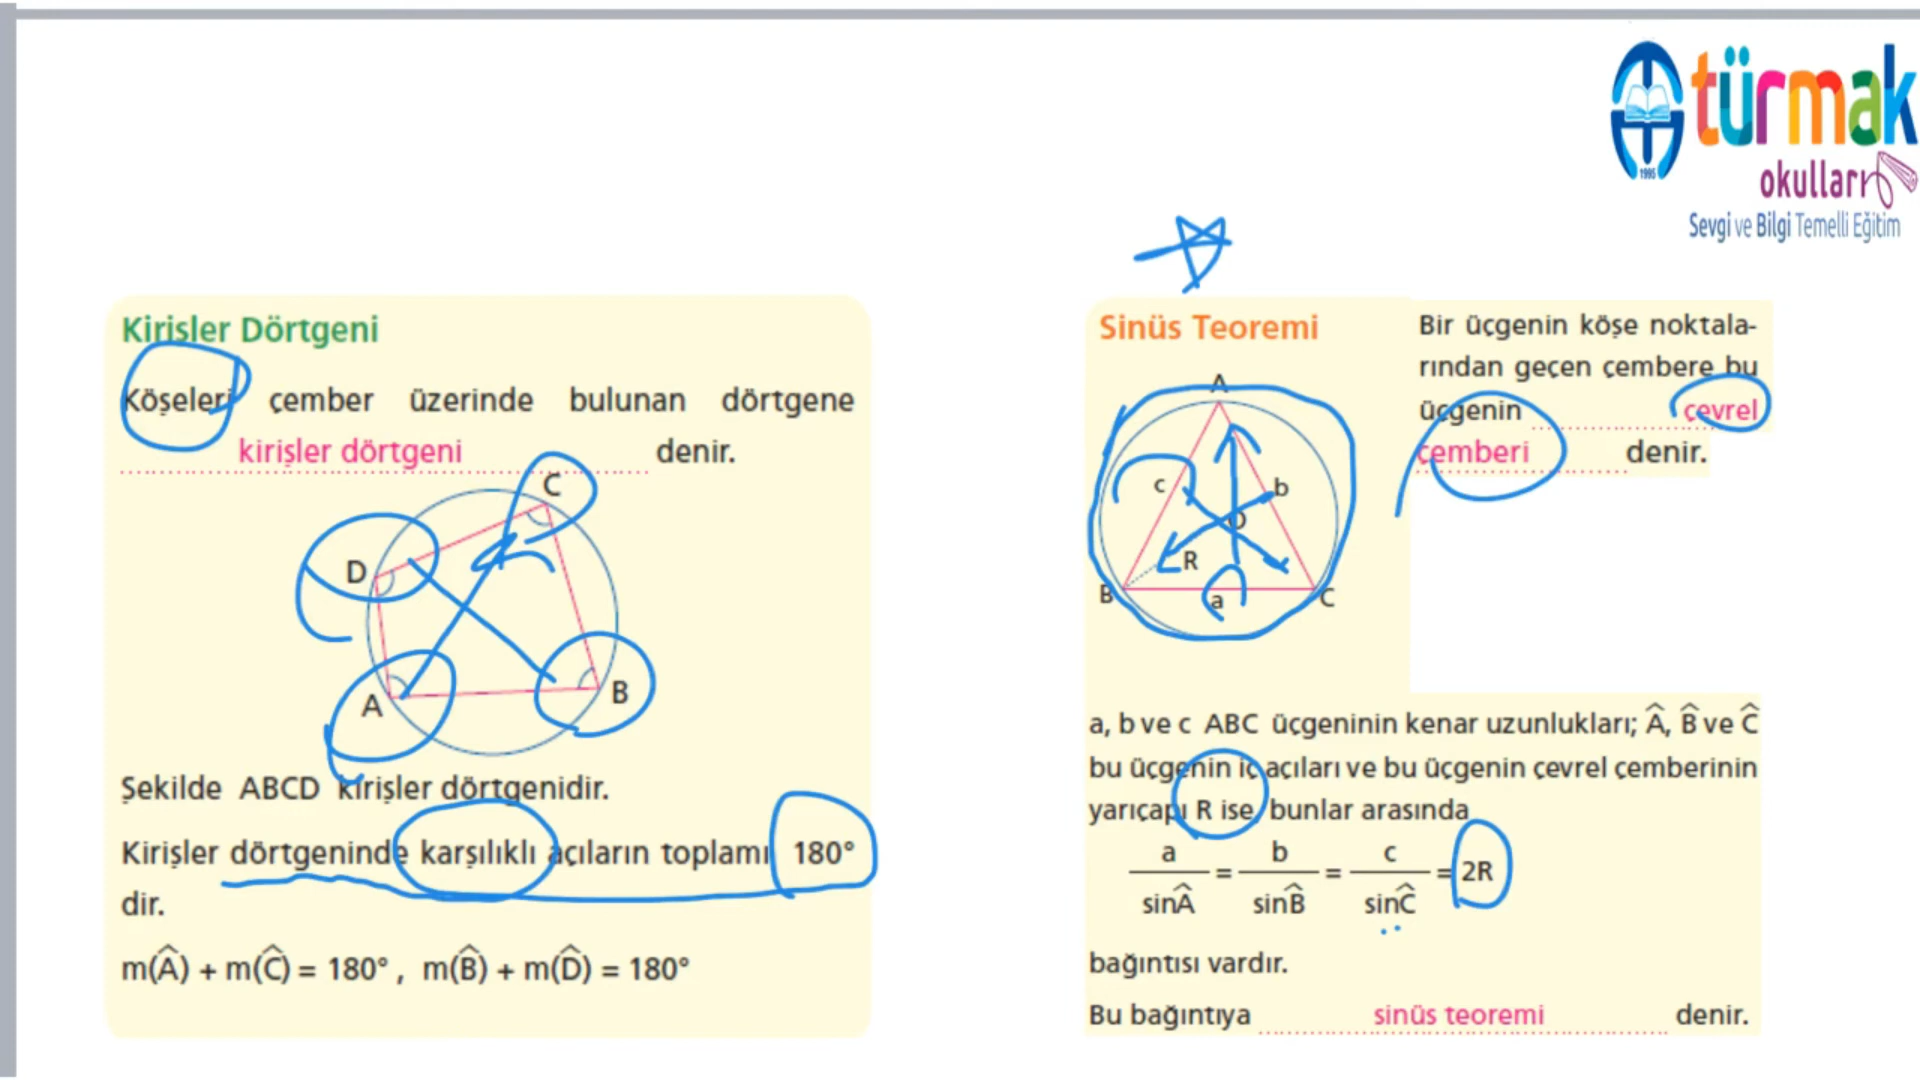 türmak
okulları
Sevgi ve Bilgi Temelli Eğitim
1995
Kirişler Dörtgeni
Köşeleri çember üzerinde bulunan dörtgene
kirişler dörtgeni denir.
C
D
A
B
Şekilde ABCD kirişler dörtgenidir.
Kirişler dörtgeninde karşılıklı açıların toplamı 180°
dir.
m(Â) + m(Ĉ) = 180° , m(B̂) + m(D̂) = 180°
Sinüs Teoremi
Bir üçgenin köşe noktala-
rından geçen çembere bu
üçgenin çevrel
çemberi denir.
A
c
b
O
R
B
a
C
a, b ve c ABC üçgeninin kenar uzunlukları; Â, B̂ ve Ĉ
bu üçgenin iç açıları ve bu üçgenin çevrel çemberinin
yarıçapı R ise bunlar arasında
a b c
= = = 2R
sinÂ sinB̂ sinĈ
bağıntısı vardır.
Bu bağıntıya sinüs teoremi denir.